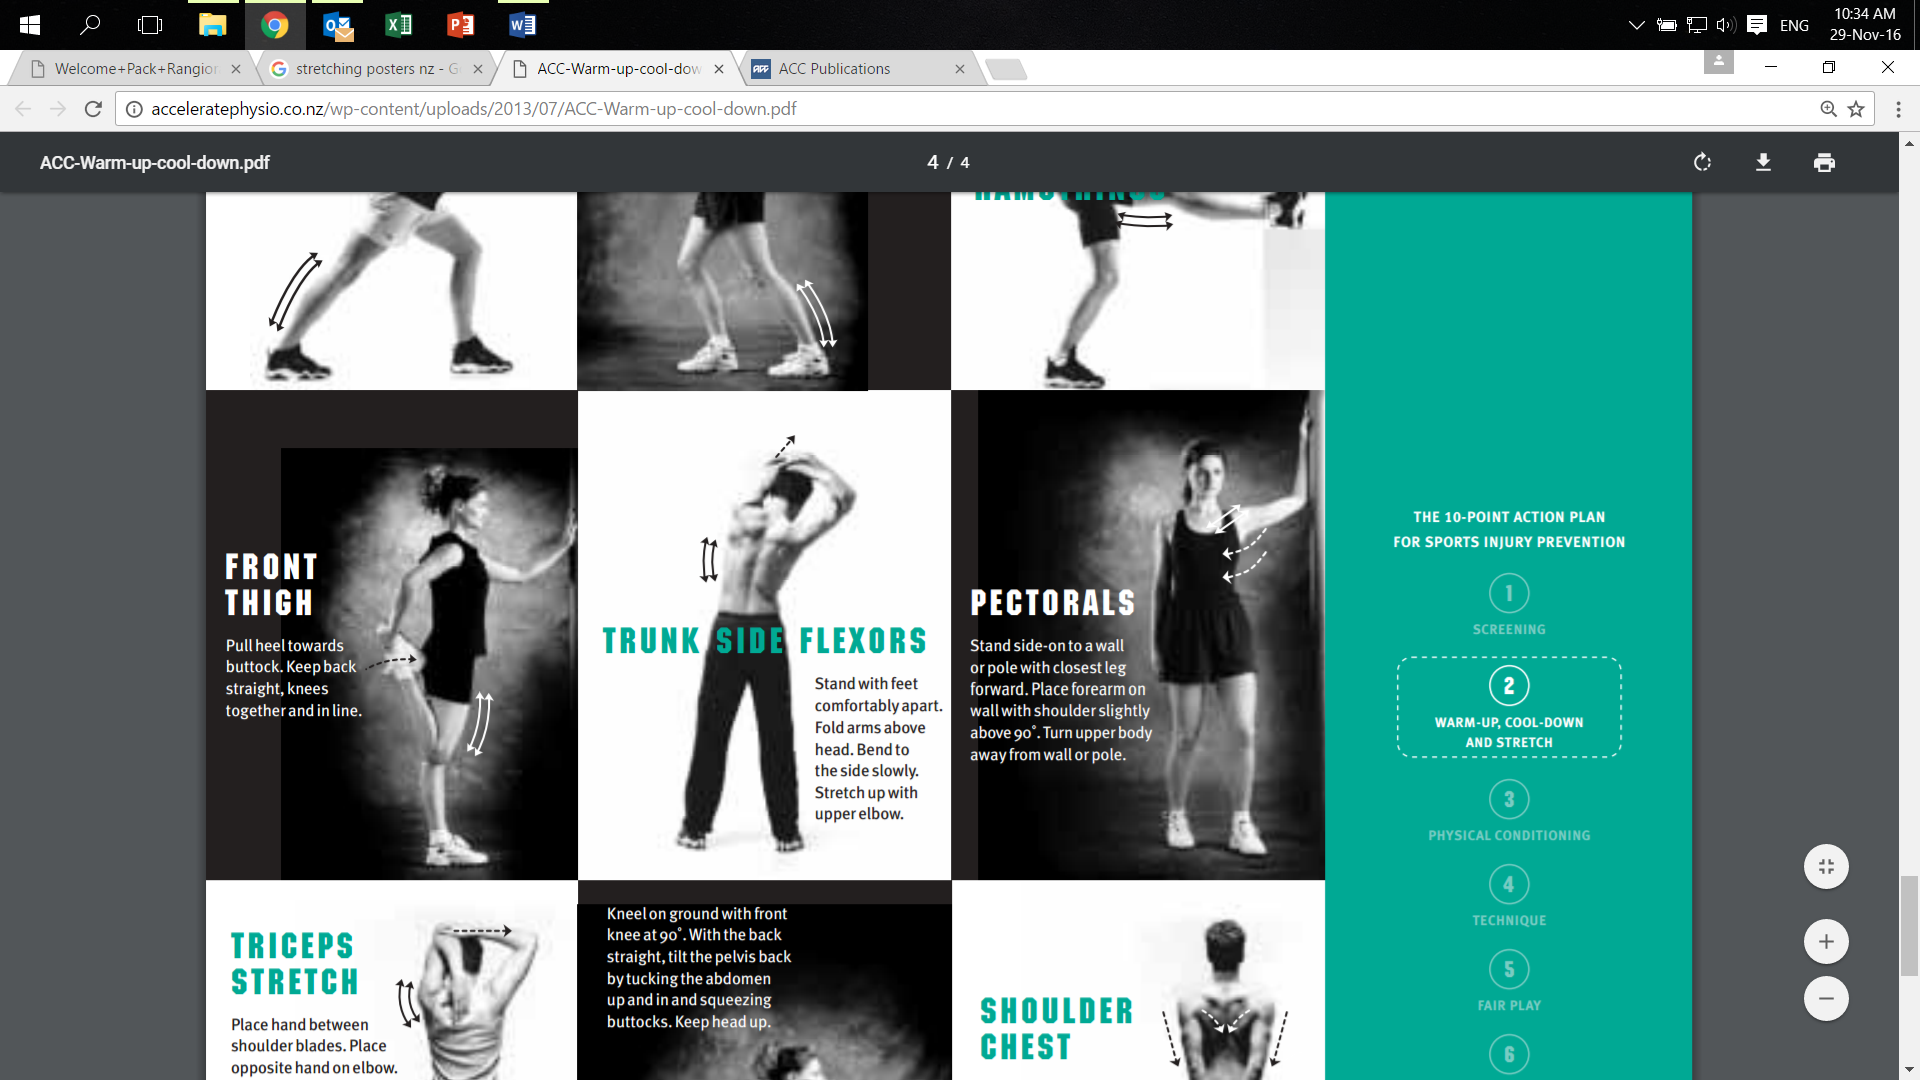 10:34 AM
ENG
29-Nov-16
Welcome+Pack+Rangior
stretching posters nz - G
ACC-Warm-up-cool-dow
ACC Publications
acceleratephysio.co.nz/wp-content/uploads/2013/07/ACC-Warm-up-cool-down.pdf
ACC-Warm-up-cool-down.pdf
4 / 4
HAMSTRINGS
FRONT
THIGH
Pull heel towards
buttock. Keep back
straight, knees
together and in line.
TRUNK SIDE FLEXORS
Stand with feet
comfortably apart.
Fold arms above
head. Bend to
the side slowly.
Stretch up with
upper elbow.
PECTORALS
Stand side-on to a wall
or pole with closest leg
forward. Place forearm on
wall with shoulder slightly
above 90°. Turn upper body
away from wall or pole.
TRICEPS
STRETCH
Place hand between
shoulder blades. Place
opposite hand on elbow.
Kneel on ground with front
knee at 90°. With the back
straight, tilt the pelvis back
by tucking the abdomen
up and in and squeezing
buttocks. Keep head up.
SHOULDER
CHEST
THE 10-POINT ACTION PLAN
FOR SPORTS INJURY PREVENTION
1
SCREENING
2
WARM-UP, COOL-DOWN
AND STRETCH
3
PHYSICAL CONDITIONING
4
TECHNIQUE
5
FAIR PLAY
6